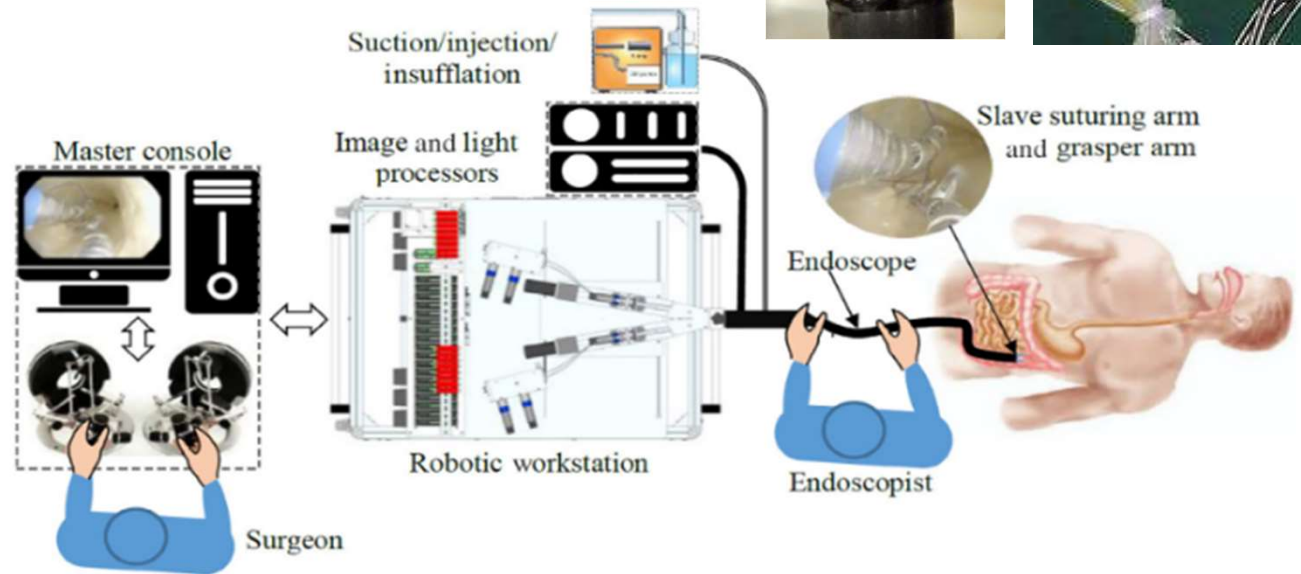 Suction/injection/
insufflation
Slave suturing arm
and grasper arm
Image and light
processors
Master console
Endoscope
Robotic workstation
Endoscopist
Surgeon